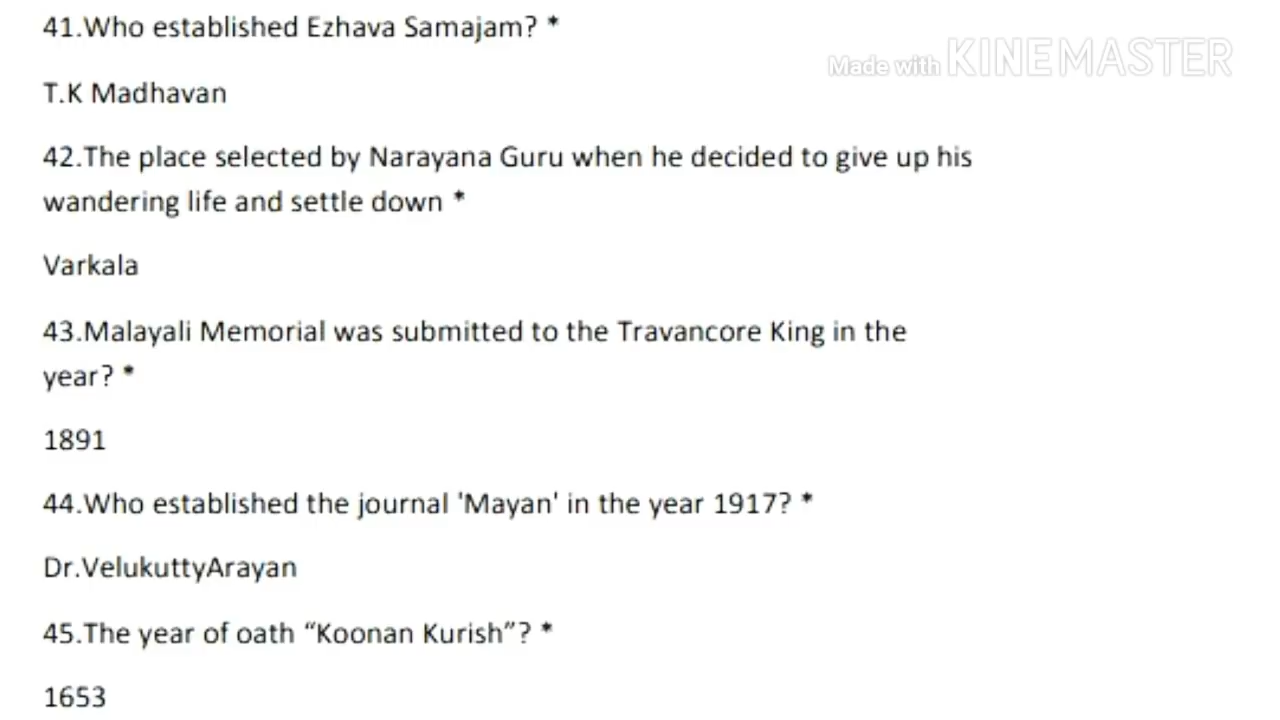 41.Who established Ezhava Samajam? *
Made with KINEMASTER
T.K Madhavan
42.The place selected by Narayana Guru when he decided to give up his
wandering life and settle down *
Varkala
43.Malayali Memorial was submitted to the Travancore King in the
year? *
1891
44.Who established the journal 'Mayan' in the year 1917? *
Dr.VelukuttyArayan
45.The year of oath “Koonan Kurish”? *
1653